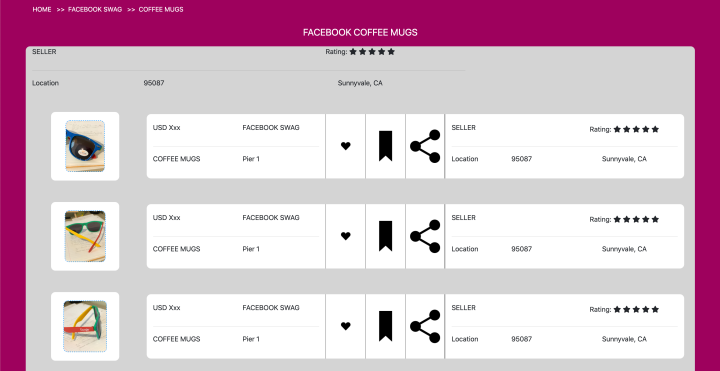 HOME >> FACEBOOK SWAG >> COFFEE MUGS
FACEBOOK COFFEE MUGS
SELLER Rating:
Location 95087 Sunnyvale, CA
USD Xxx FACEBOOK SWAG SELLER Rating:
COFFEE MUGS Pier 1 Location 95087 Sunnyvale, CA
USD Xxx FACEBOOK SWAG SELLER Rating:
COFFEE MUGS Pier 1 Location 95087 Sunnyvale, CA
USD Xxx FACEBOOK SWAG SELLER Rating:
COFFEE MUGS Pier 1 Location 95087 Sunnyvale, CA